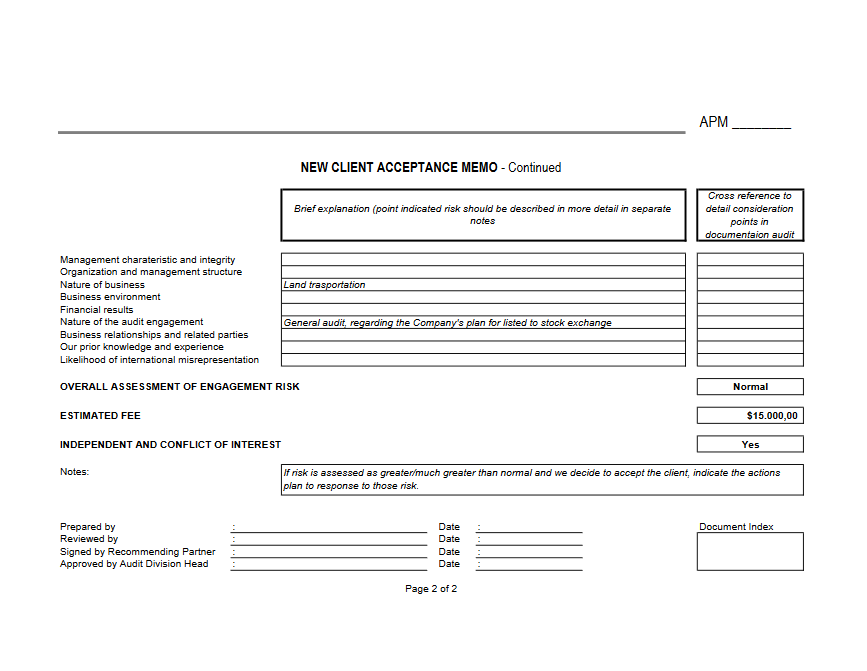 APM ________
NEW CLIENT ACCEPTANCE MEMO - Continued
Brief explanation (point indicated risk should be described in more detail in separate
notes
Cross reference to
detail consideration
points in
documentaion audit
Management charateristic and integrity
Organization and management structure
Nature of business
Land trasportation
Business environment
Financial results
Nature of the audit engagement
General audit, regarding the Company's plan for listed to stock exchange
Business relationships and related parties
Our prior knowledge and experience
Likelihood of international misrepresentation
OVERALL ASSESSMENT OF ENGAGEMENT RISK
Normal
ESTIMATED FEE
$15.000,00
INDEPENDENT AND CONFLICT OF INTEREST
Yes
Notes:
If risk is assessed as greater/much greater than normal and we decide to accept the client, indicate the actions
plan to response to those risk.
Prepared by : Date :
Reviewed by : Date :
Signed by Recommending Partner : Date :
Approved by Audit Division Head : Date :
Document Index
Page 2 of 2